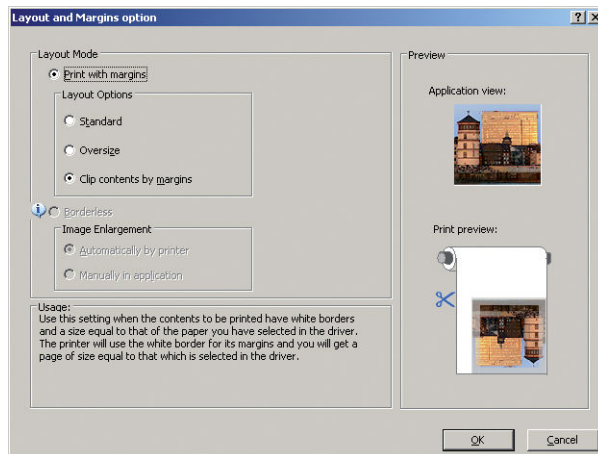 Layout and Margins option
Layout Mode
Print with margins
Layout Options
Standard
Oversize
Clip contents by margins
Borderless
Image Enlargement:
Automatically by printer
Manually in application
Usage:
Use this setting when the contents to be printed have white borders
and a size equal to that of the paper you have selected in the driver.
The printer will use the white border for its margins and you will get a
page of size equal to that which is selected in the driver.
Preview
Application view:
Print preview:
OK
Cancel